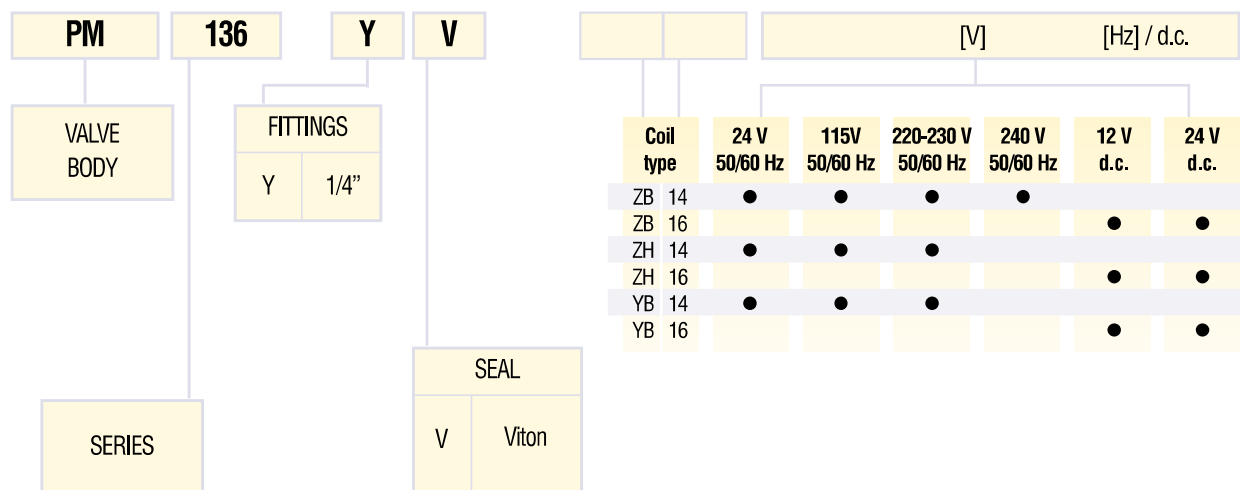 PM 136 Y V [V] [Hz] / d.c.
VALVE
BODY
FITTINGS
Y 1/4”
SERIES
SEAL
V Viton
Coil 24 V 115V 220-230 V 240 V 12 V 24 V
type 50/60 Hz 50/60 Hz 50/60 Hz 50/60 Hz d.c. d.c.
ZB 14 ● ● ● ●
ZB 16 ● ●
ZH 14 ● ● ●
ZH 16 ● ●
YB 14 ● ● ●
YB 16 ● ●